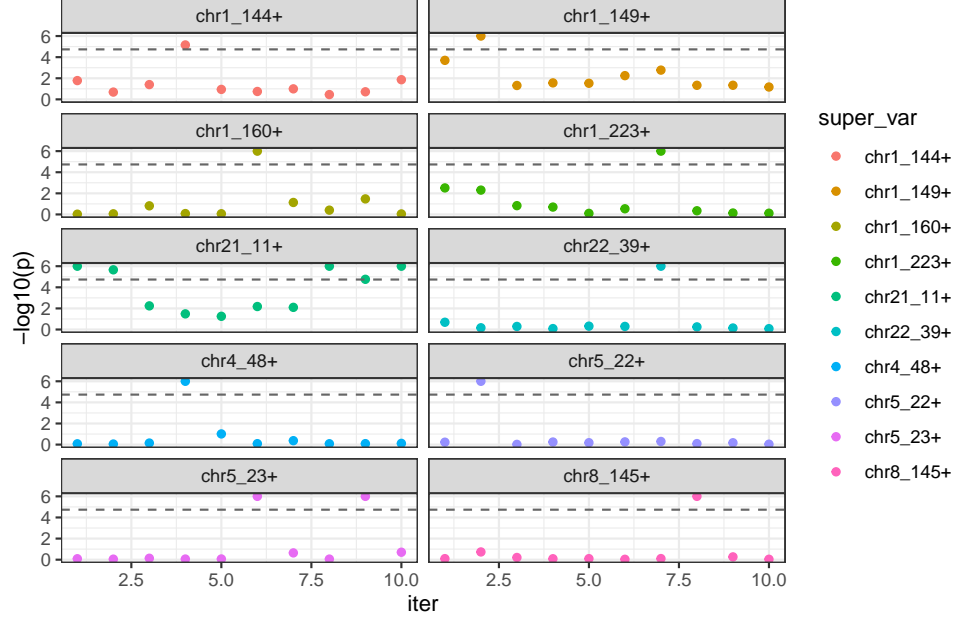 chr1_144+ chr1_149+
6
4
2
0
chr1_160+ chr1_223+
6
4
2
0
chr21_11+ chr22_39+
6
4
2
0
chr4_48+ chr5_22+
6
4
2
0
chr5_23+ chr8_145+
6
4
2
0
2.5 5.0 7.5 10.0 2.5 5.0 7.5 10.0
iter
−log10(p)
super_var
chr1_144+
chr1_149+
chr1_160+
chr1_223+
chr21_11+
chr22_39+
chr4_48+
chr5_22+
chr5_23+
chr8_145+